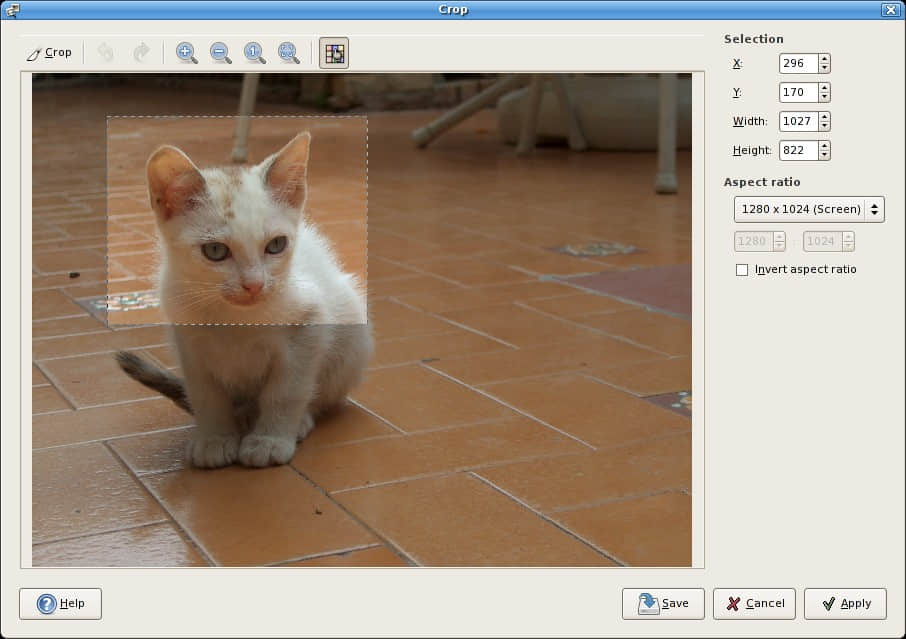 Crop
Crop
Selection
X: 296
Y: 170
Width: 1027
Height: 822
Aspect ratio
1280 x 1024 (Screen)
1280 : 1024
Invert aspect ratio
Help
Save
Cancel
Apply